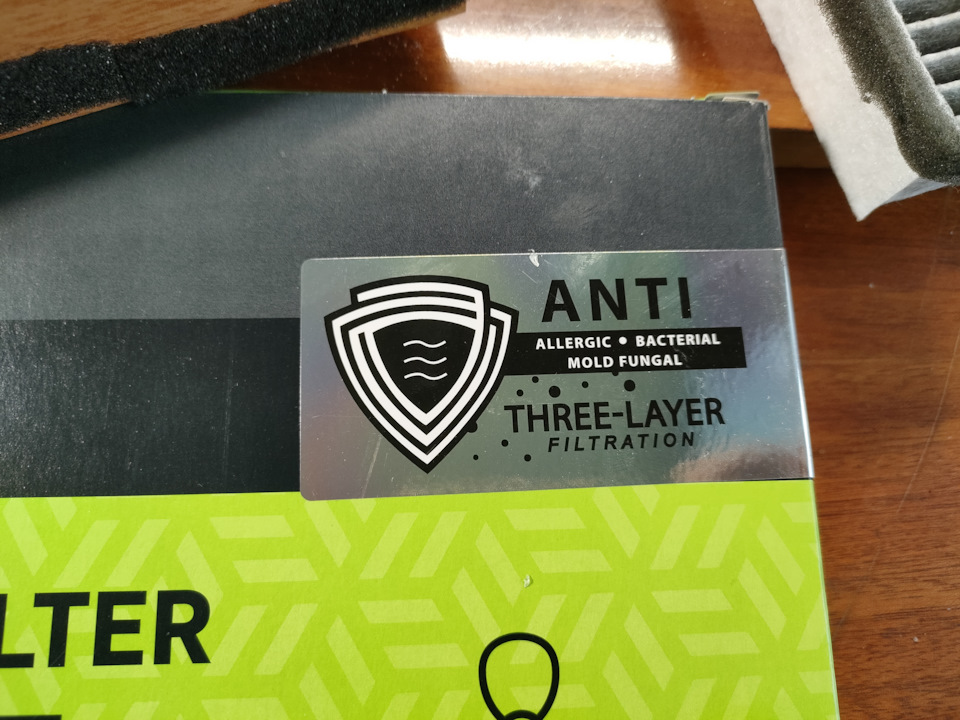 ANTI
ALLERGIC • BACTERIAL
MOLD FUNGAL
THREE-LAYER
FILTRATION
LTER